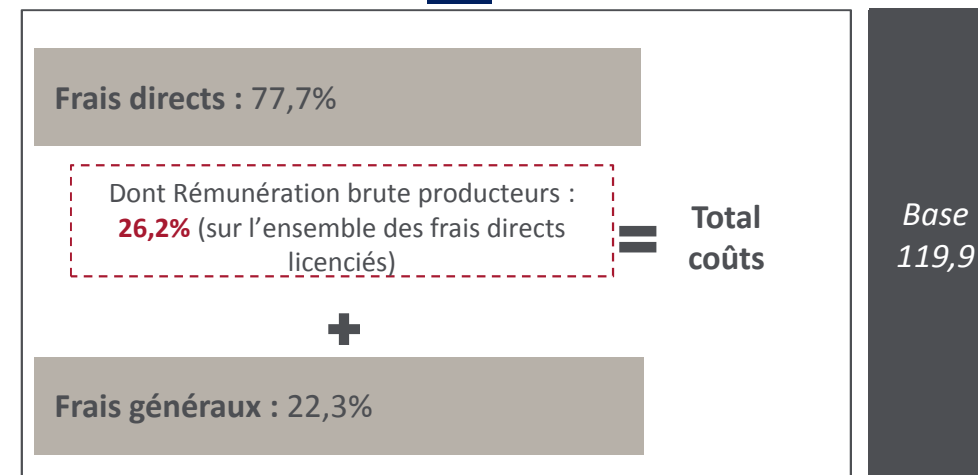 Frais directs : 77,7%
Dont Rémunération brute producteurs :
26,2% (sur l’ensemble des frais directs
licenciés)
= Total
coûts
Base
119,9
+
Frais généraux : 22,3%